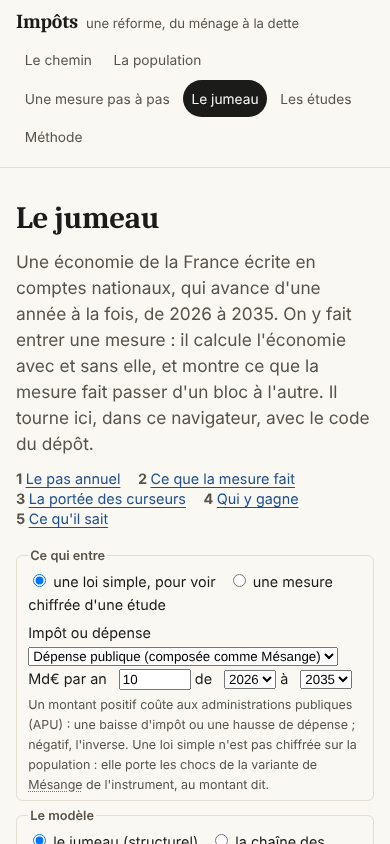 Impôts une réforme, du ménage à la dette
Le chemin La population
Une mesure pas à pas Le jumeau Les études
Méthode
Le jumeau
Une économie de la France écrite en
comptes nationaux, qui avance d'une
année à la fois, de 2026 à 2035. On y fait
entrer une mesure : il calcule l'économie
avec et sans elle, et montre ce que la
mesure fait passer d'un bloc à l'autre. Il
tourne ici, dans ce navigateur, avec le code
du dépôt.
1 Le pas annuel 2 Ce que la mesure fait
3 La portée des curseurs 4 Qui y gagne
5 Ce qu'il sait
Ce qui entre
une loi simple, pour voir une mesure
chiffrée d'une étude
Impôt ou dépense
Dépense publique (composée comme Mésange)
Md€ par an 10 de 2026 à 2035
Un montant positif coûte aux administrations publiques
(APU) : une baisse d'impôt ou une hausse de dépense ;
négatif, l'inverse. Une loi simple n'est pas chiffrée sur la
population : elle porte les chocs de la variante de
Mésange de l'instrument, au montant dit.
Le modèle
le jumeau (structurel) la chaîne des